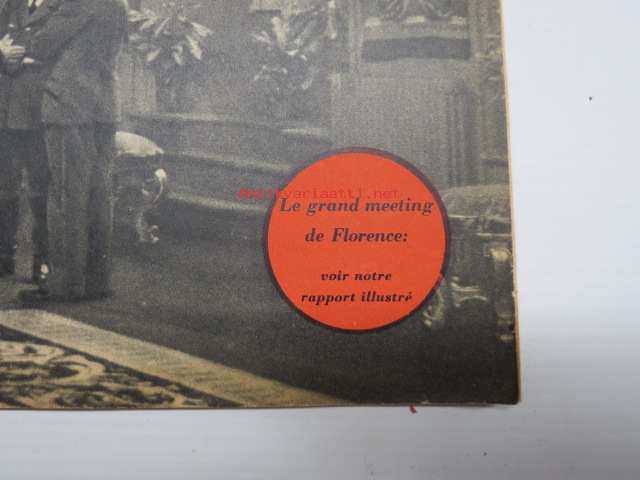 Antikvariaatti.net
Le grand meeting
de Florence:
voir notre
rapport illustré